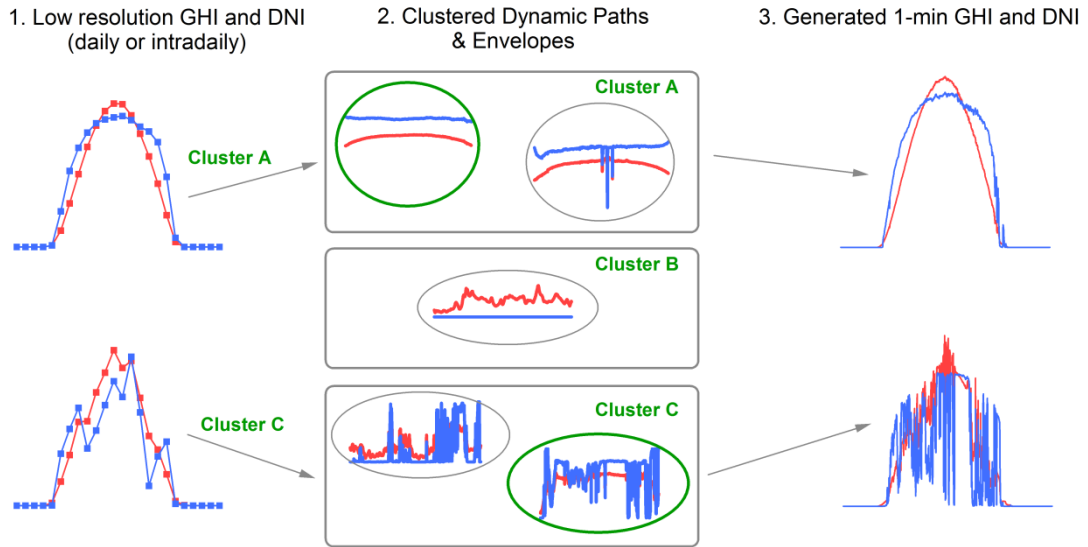 1. Low resolution GHI and DNI
(daily or intradaily)
2. Clustered Dynamic Paths
& Envelopes
3. Generated 1-min GHI and DNI
Cluster A
Cluster A
Cluster B
Cluster C
Cluster C